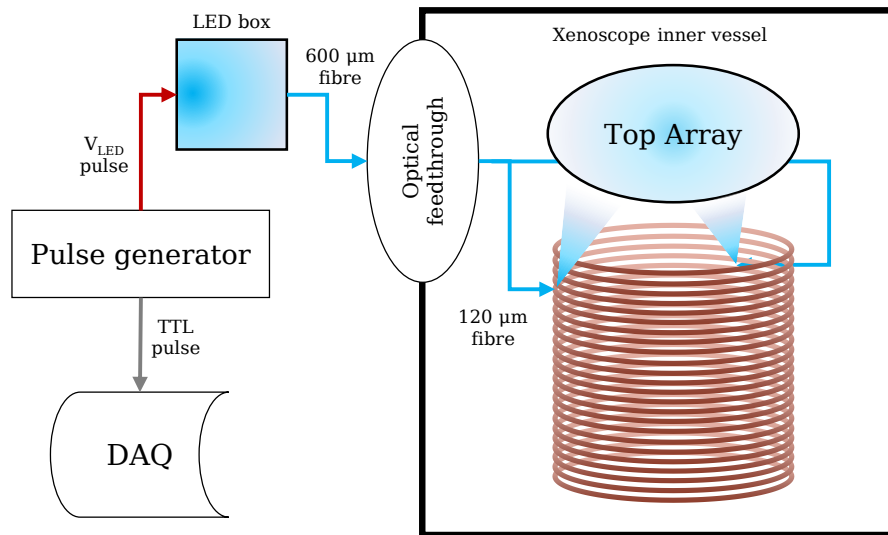 LED box
600 µm
fibre
Xenoscope inner vessel
Top Array
V_LED
pulse
Optical
feedthrough
Pulse generator
120 µm
fibre
TTL
pulse
DAQ